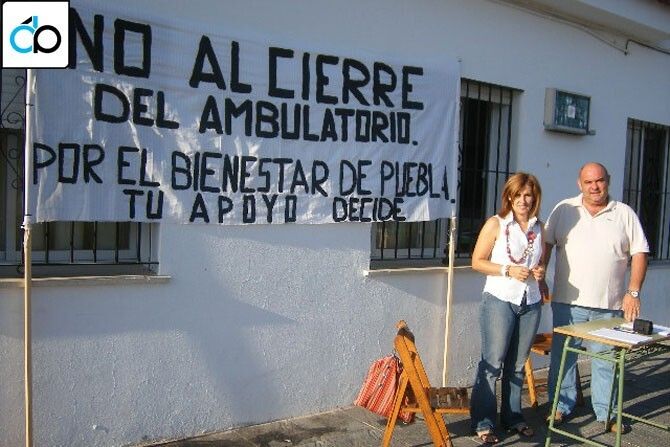 NO AL CIERRE
DEL AMBULATORIO.
POR EL BIENESTAR DE PUEBLA.
TU APOYO DECIDE